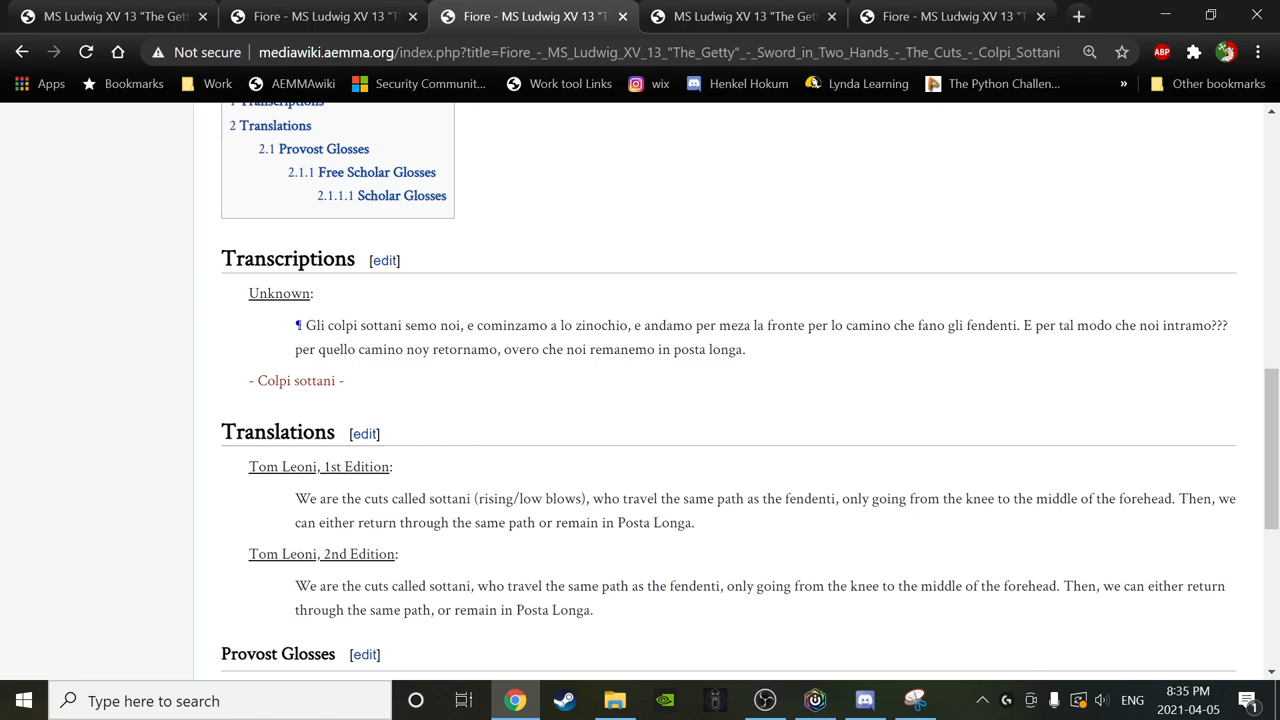 MS Ludwig XV 13 "The Gett
Fiore - MS Ludwig XV 13 "T
Fiore - MS Ludwig XV 13 "T
MS Ludwig XV 13 "The Get
Fiore - MS Ludwig XV 13 "T
Not secure | mediawiki.aemma.org/index.php?title=Fiore_-_MS_Ludwig_XV_13_"The_Getty"_-_Sword_in_Two_Hands_-_The_Cuts_-_Colpi_Sottani
ABP
Apps Bookmarks Work AEMMAwiki Security Communit... Work tool Links wix Henkel Hokum Lynda Learning The Python Challen... » Other bookmarks
1 Transcriptions
2 Translations
2.1 Provost Glosses
2.1.1 Free Scholar Glosses
2.1.1.1 Scholar Glosses
Transcriptions [edit]
Unknown:
¶ Gli colpi sottani semo noi, e cominzamo a lo zinochio, e andamo per meza la fronte per lo camino che fano gli fendenti. E per tal modo che noi intramo???
per quello camino noy retornamo, overo che noi remanemo in posta longa.
- Colpi sottani -
Translations [edit]
Tom Leoni, 1st Edition:
We are the cuts called sottani (rising/low blows), who travel the same path as the fendenti, only going from the knee to the middle of the forehead. Then, we
can either return through the same path or remain in Posta Longa.
Tom Leoni, 2nd Edition:
We are the cuts called sottani, who travel the same path as the fendenti, only going from the knee to the middle of the forehead. Then, we can either return
through the same path, or remain in Posta Longa.
Provost Glosses [edit]
Type here to search
ENG
8:35 PM
2021-04-05
1